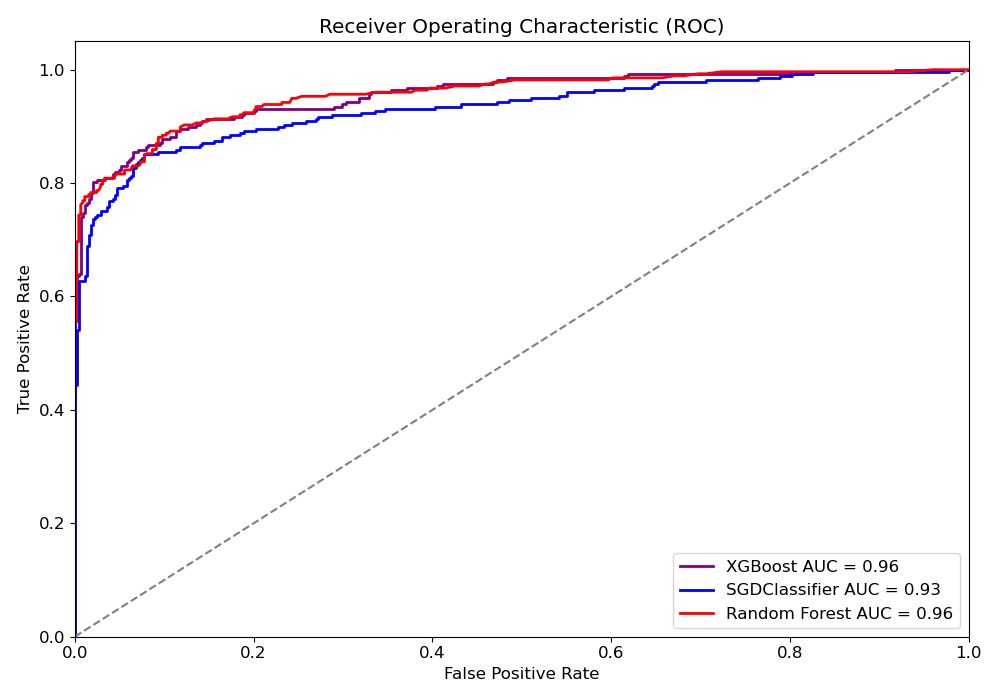 Receiver Operating Characteristic (ROC)
1.0
0.8
0.6
0.4
0.2
0.0
True Positive Rate
XGBoost AUC = 0.96
SGDClassifier AUC = 0.93
Random Forest AUC = 0.96
0.0 0.2 0.4 0.6 0.8 1.0
False Positive Rate